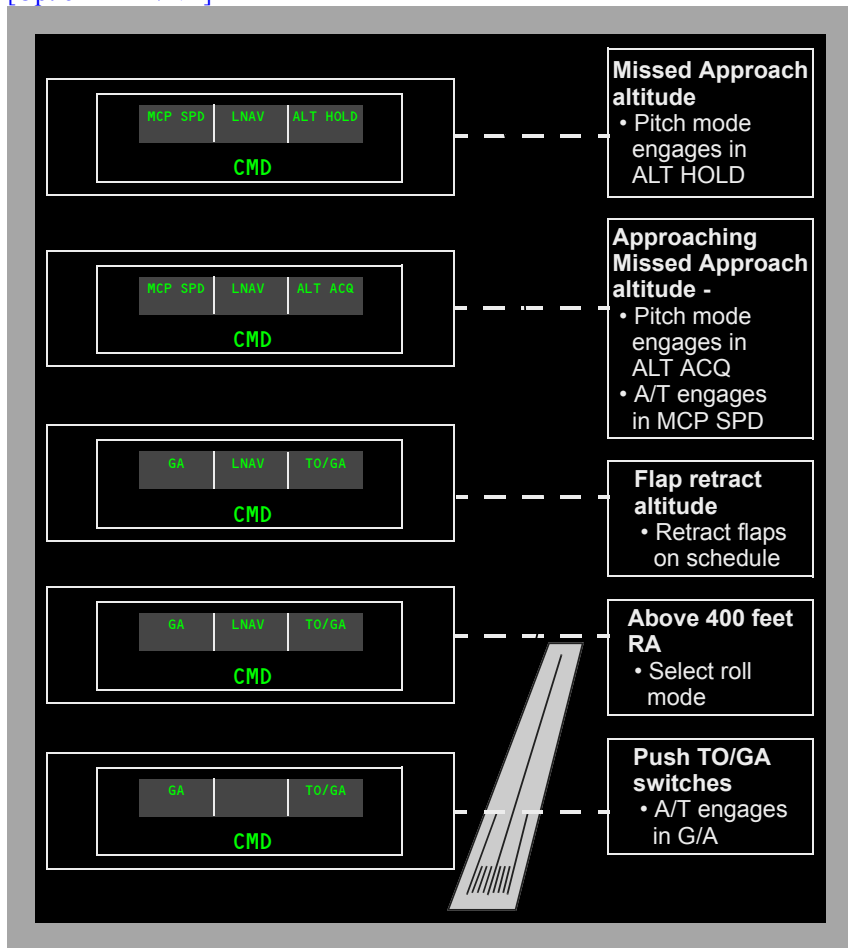 MCP SPD LNAV ALT HOLD
CMD
Missed Approach
altitude
• Pitch mode
engages in
ALT HOLD
MCP SPD LNAV ALT ACQ
CMD
Approaching
Missed Approach
altitude -
• Pitch mode
engages in
ALT ACQ
• A/T engages
in MCP SPD
GA LNAV TO/GA
CMD
Flap retract
altitude
• Retract flaps
on schedule
GA LNAV TO/GA
CMD
Above 400 feet
RA
• Select roll
mode
GA TO/GA
CMD
Push TO/GA
switches
• A/T engages
in G/A